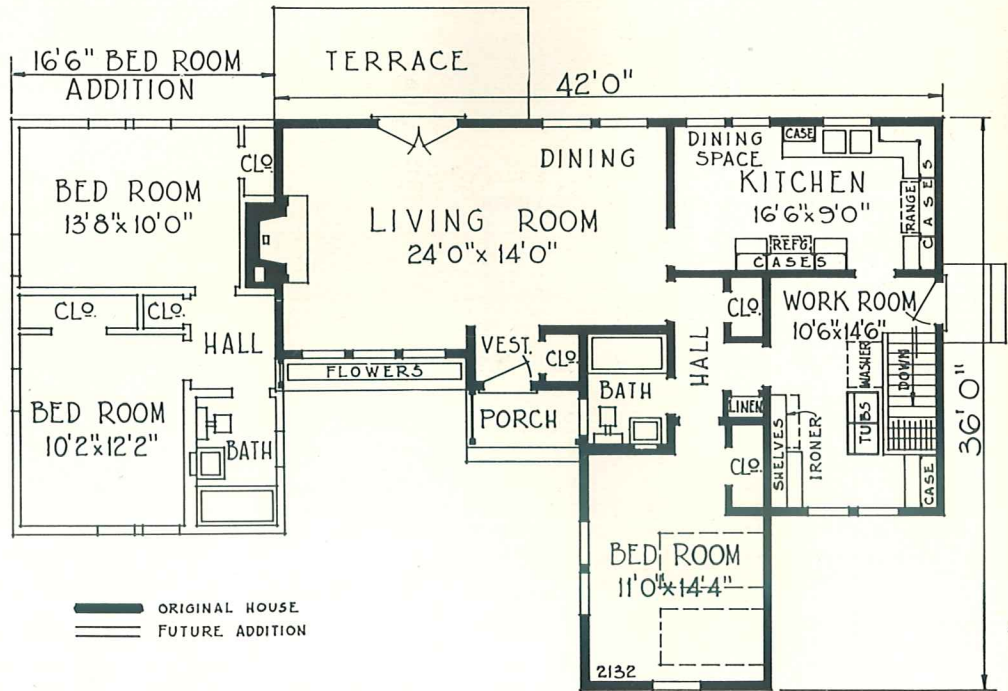 16'6" BED ROOM
ADDITION
TERRACE
42'0"
BED ROOM
13'8"x10'0"
CLO.
DINING
LIVING ROOM
24'0"x 14'0"
DINING
SPACE
CASE
KITCHEN
16'6"x9'0"
RANGE
CASES
REFG
CASES
CLO.
CLO.
HALL
FLOWERS
VEST.
CLO.
PORCH
BATH
HALL
CLO.
LINEN
CLO.
WORK ROOM
10'6"x14'6"
WASHER
DOWN
TUBS
SHELVES
IRONER
CASE
36'0"
BED ROOM
10'2"x12'2"
BATH
BED ROOM
11'0"x14'4"
2132
ORIGINAL HOUSE
FUTURE ADDITION